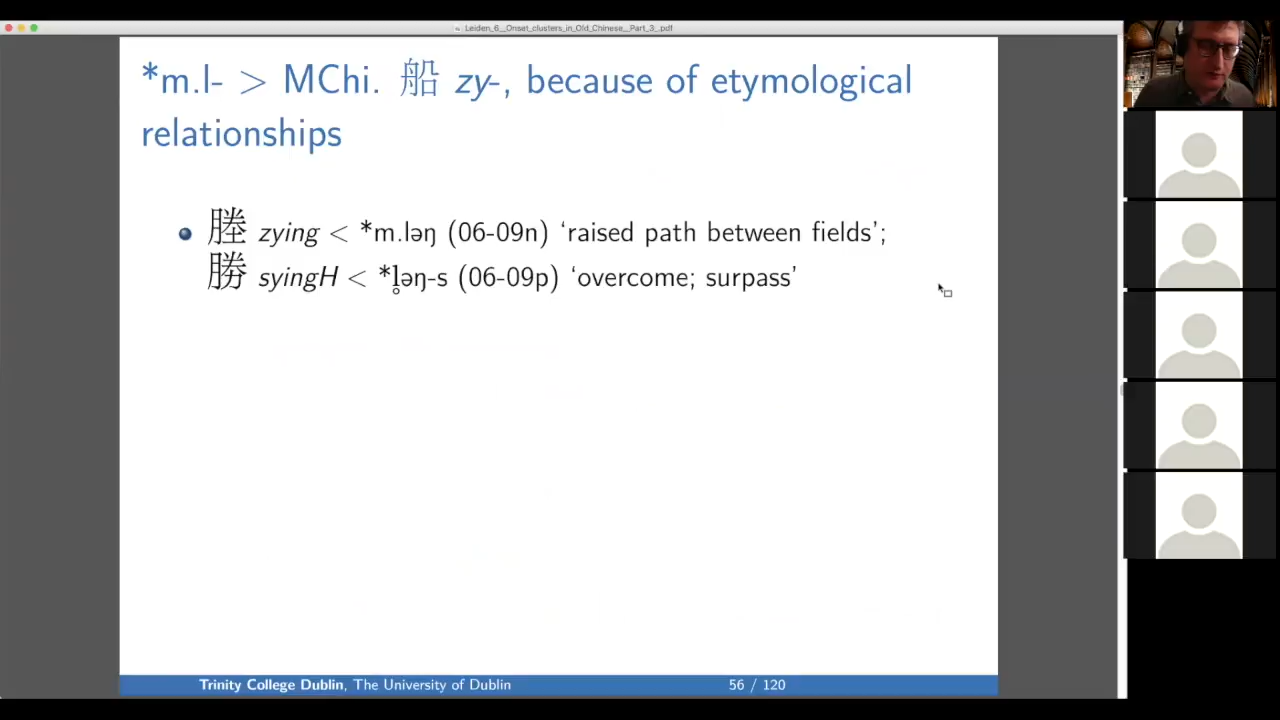 Leiden_6__Onset_clusters_in_Old_Chinese__Part_3_.pdf
*m.l- > MChi. 船 zy-, because of etymological
relationships
塍 zying < *m.ləŋ (06-09n) ‘raised path between fields’;
勝 syingH < *l̥əŋ-s (06-09p) ‘overcome; surpass’
Trinity College Dublin, The University of Dublin
56 / 120